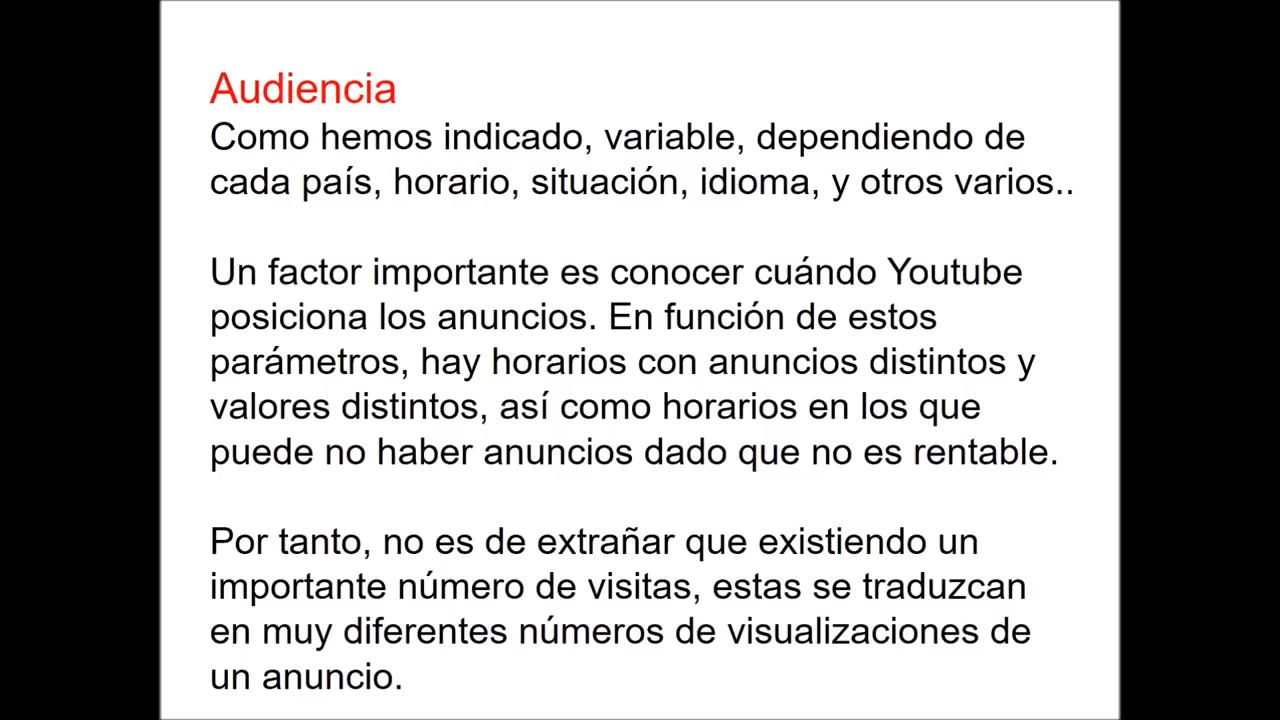 Audiencia
Como hemos indicado, variable, dependiendo de
cada país, horario, situación, idioma, y otros varios..
Un factor importante es conocer cuándo Youtube
posiciona los anuncios. En función de estos
parámetros, hay horarios con anuncios distintos y
valores distintos, así como horarios en los que
puede no haber anuncios dado que no es rentable.
Por tanto, no es de extrañar que existiendo un
importante número de visitas, estas se traduzcan
en muy diferentes números de visualizaciones de
un anuncio.